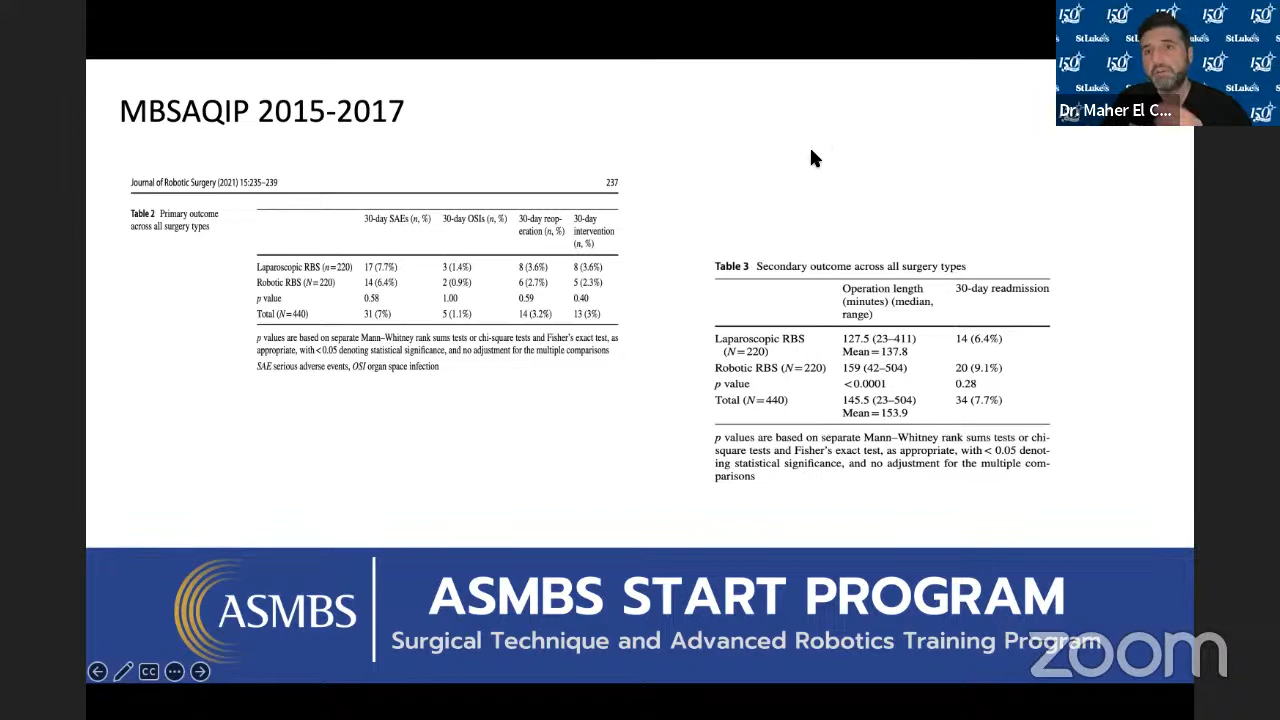 MBSAQIP 2015-2017
Journal of Robotic Surgery (2021) 15:235–239 237
Table 2 Primary outcome
across all surgery types
30-day SAEs (n, %) 30-day OSIs (n, %) 30-day reop-
eration (n, %) 30-day
intervention
(n, %)
Laparoscopic RBS (n=220) 17 (7.7%) 3 (1.4%) 8 (3.6%) 8 (3.6%)
Robotic RBS (N=220) 14 (6.4%) 2 (0.9%) 6 (2.7%) 5 (2.3%)
p value 0.58 1.00 0.59 0.40
Total (N=440) 31 (7%) 5 (1.1%) 14 (3.2%) 13 (3%)
p values are based on separate Mann–Whitney rank sums tests or chi-square tests and Fisher's exact test, as
appropriate, with <0.05 denoting statistical significance, and no adjustment for the multiple comparisons
SAE serious adverse events, OSI organ space infection
Table 3 Secondary outcome across all surgery types
Operation length
(minutes) (median,
range) 30-day readmission
Laparoscopic RBS
(N=220) 127.5 (23–411)
Mean=137.8 14 (6.4%)
Robotic RBS (N=220) 159 (42–504) 20 (9.1%)
p value <0.0001 0.28
Total (N=440) 145.5 (23–504) 34 (7.7%)
Mean=153.9
p values are based on separate Mann–Whitney rank sums tests or chi-
square tests and Fisher's exact test, as appropriate, with < 0.05 denot-
ing statistical significance, and no adjustment for the multiple com-
parisons
ASMBS
ASMBS START PROGRAM
Surgical Technique and Advanced Robotics Training Program
zoom
CC
150 150 150
StLuke's StLuke's
150 150 150
StLuke's StLuke's
Dr. Maher El C...